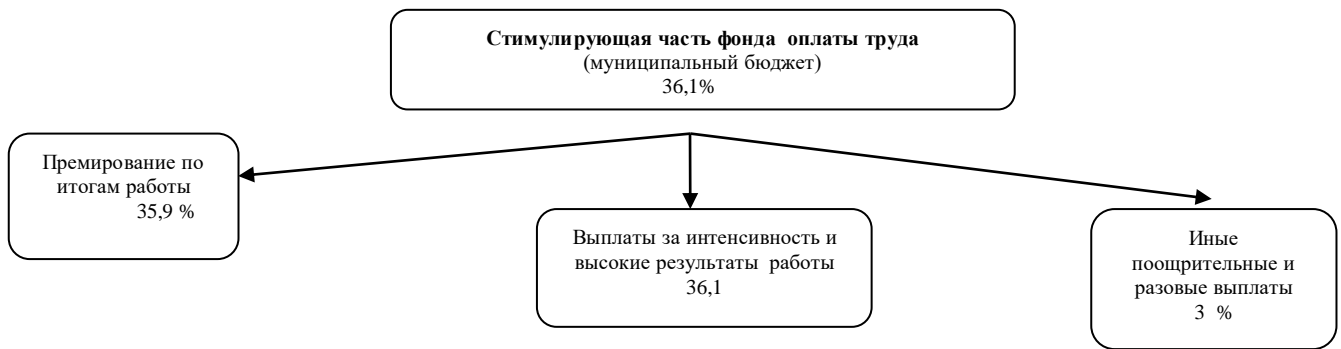 Стимулирующая часть фонда оплаты труда
(муниципальный бюджет)
36,1%
Премирование по
итогам работы
35,9 %
Выплаты за интенсивность и
высокие результаты работы
36,1
Иные
поощрительные и
разовые выплаты
3 %